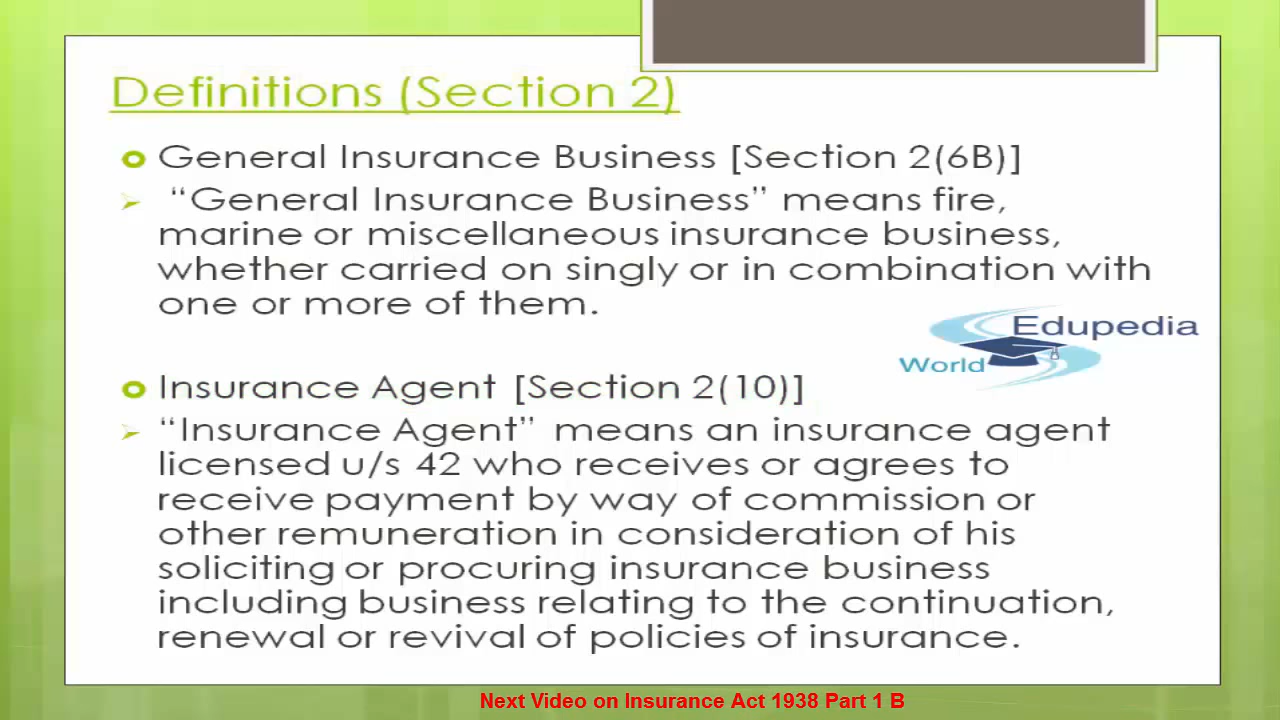 Definitions (Section 2)
General Insurance Business [Section 2(6B)]
“General Insurance Business” means fire,
marine or miscellaneous insurance business,
whether carried on singly or in combination with
one or more of them.
Edupedia
World
Insurance Agent [Section 2(10)]
“Insurance Agent” means an insurance agent
licensed u/s 42 who receives or agrees to
receive payment by way of commission or
other remuneration in consideration of his
soliciting or procuring insurance business
including business relating to the continuation,
renewal or revival of policies of insurance.
Next Video on Insurance Act 1938 Part 1 B